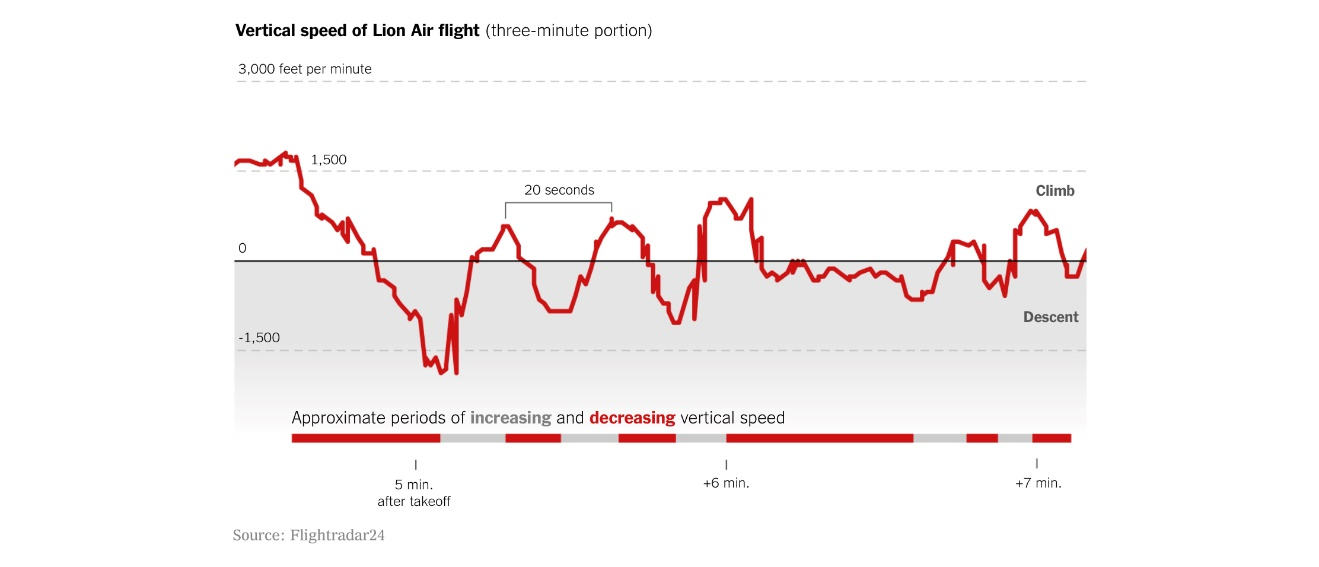 Vertical speed of Lion Air flight (three-minute portion)
3,000 feet per minute
1,500
20 seconds
Climb
0
Descent
-1,500
Approximate periods of increasing and decreasing vertical speed
5 min.
after takeoff
+6 min.
+7 min.
Source: Flightradar24